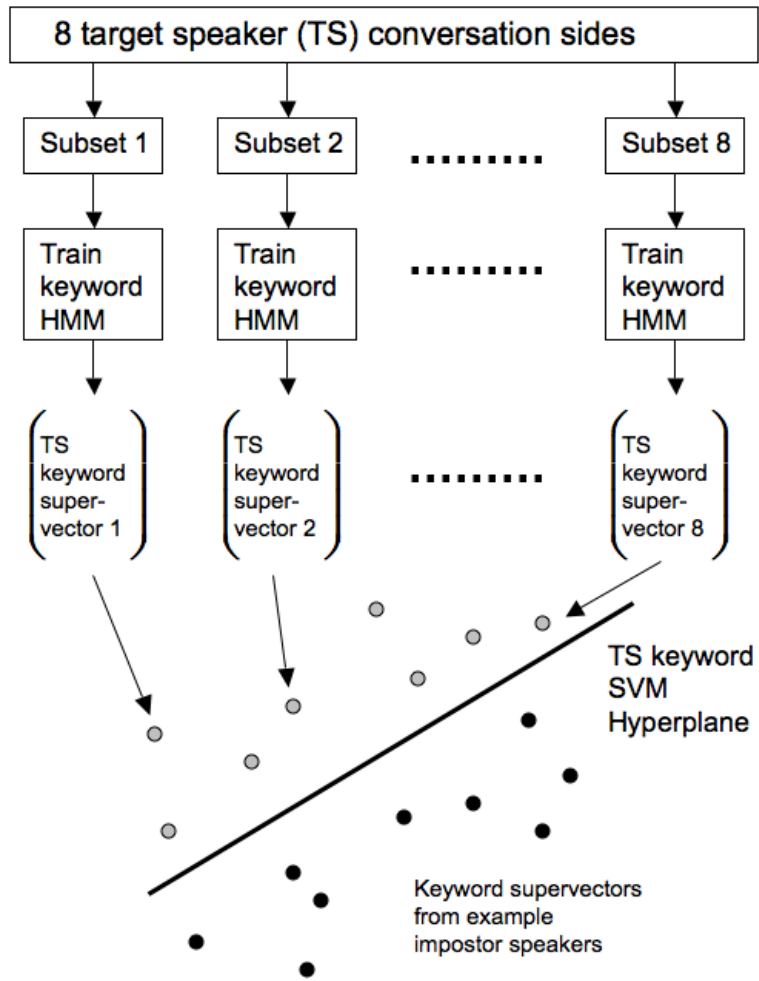 8 target speaker (TS) conversation sides
Subset 1
Subset 2
Subset 8
Train
keyword
HMM
Train
keyword
HMM
Train
keyword
HMM
TS
keyword
super-
vector 1
TS
keyword
super-
vector 2
TS
keyword
super-
vector 8
TS keyword
SVM
Hyperplane
Keyword supervectors
from example
impostor speakers